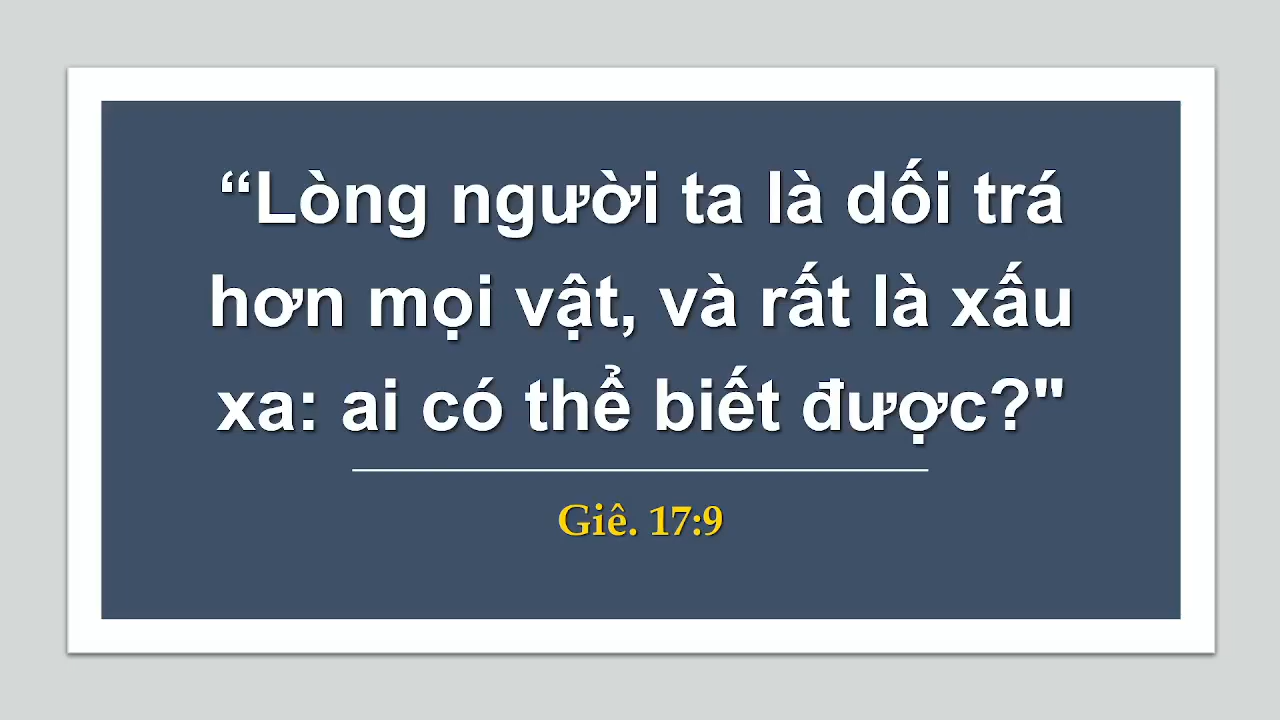 “Lòng người ta là dối trá
hơn mọi vật, và rất là xấu
xa: ai có thể biết được?"
Giê. 17:9